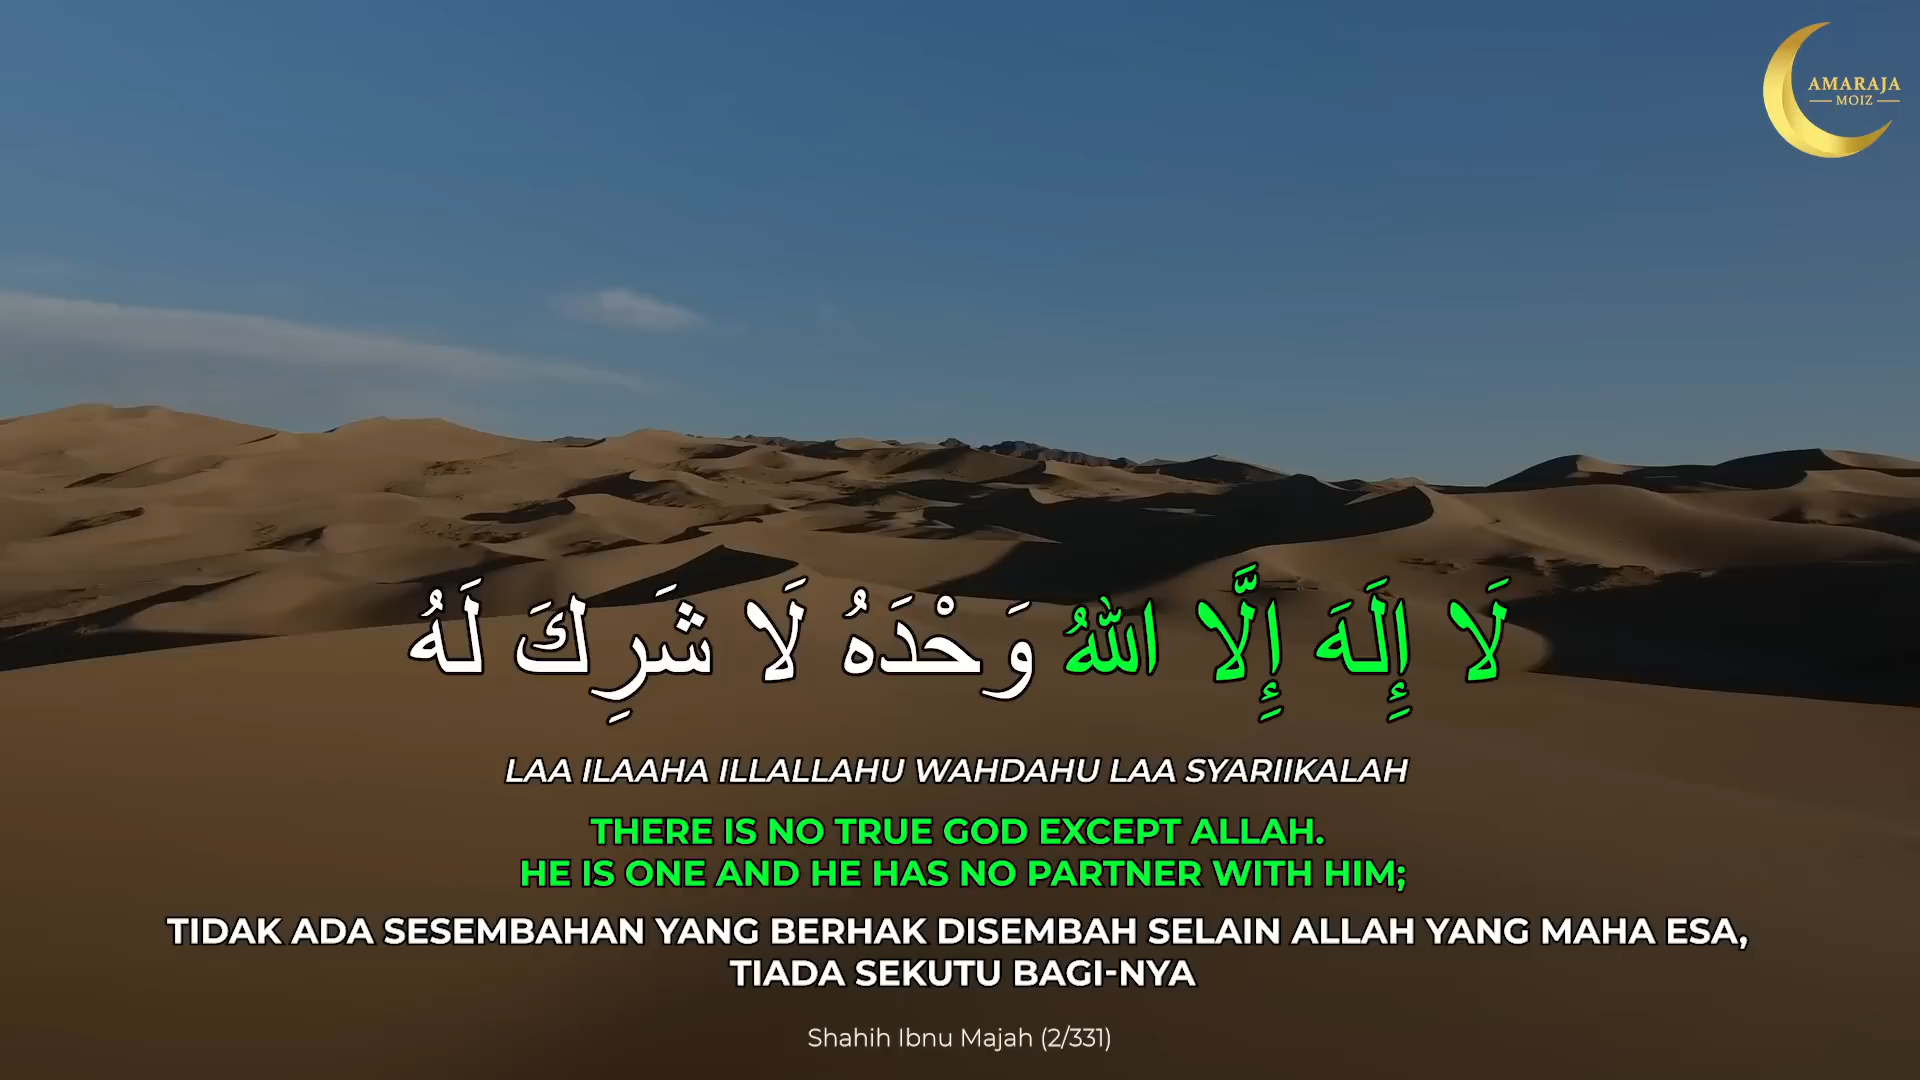 AMARAJA
MOIZ
لَا إِلَهَ إِلَّا اللهُ وَحْدَهُ لَا شَرِكَ لَهُ
LAA ILAAHA ILLALLAHU WAHDAHU LAA SYARIIKALAH
THERE IS NO TRUE GOD EXCEPT ALLAH.
HE IS ONE AND HE HAS NO PARTNER WITH HIM;
TIDAK ADA SESEMBAHAN YANG BERHAK DISEMBAH SELAIN ALLAH YANG MAHA ESA,
TIADA SEKUTU BAGI-NYA
Shahih Ibnu Majah (2/331)